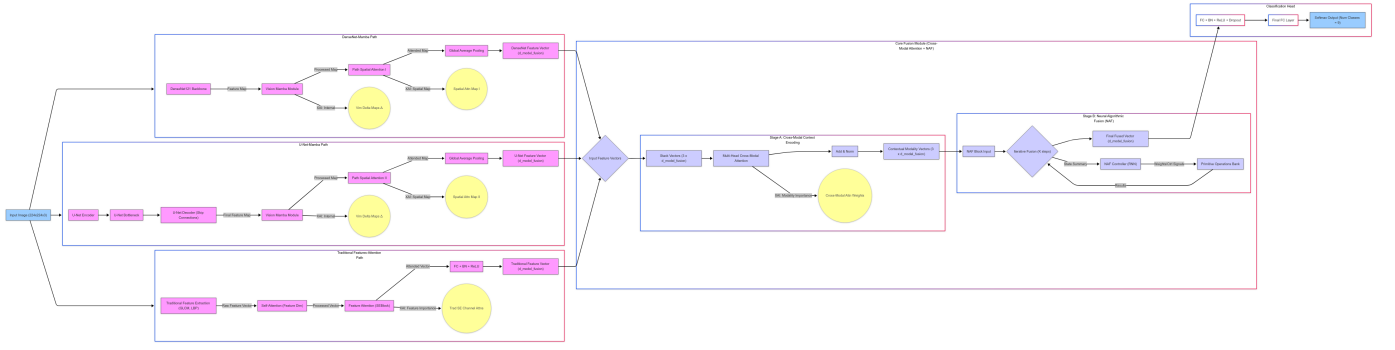 Classification Head
FC + BN + ReLU + Dropout
Final FC Layer
Softmax Output (Num Classes
= 4)
DenseNet-Mamba Path
DenseNet121 Backbone
Feature Map
Vision Mamba Module
Processed Map
Path Spatial Attention I
Attended Map
Global Average Pooling
DenseNet Feature Vector
(d_model_fusion)
XAI: Internal
Vim Delta Maps Δ
XAI: Spatial Map
Spatial Attn Map I
Core Fusion Module (Cross-
Modal Attention + NAF)
U-Net-Mamba Path
Input Image (224x224x3)
U-Net Encoder
U-Net Bottleneck
U-Net Decoder (Skip
Connections)
Final Feature Map
Vision Mamba Module
Processed Map
Path Spatial Attention II
Attended Map
Global Average Pooling
U-Net Feature Vector
(d_model_fusion)
XAI: Internal
Vim Delta Maps Δ
XAI: Spatial Map
Spatial Attn Map II
Input Feature Vectors
Stage A: Cross-Modal Context
Encoding
Stack Vectors (3 x
d_model_fusion)
Multi-Head Cross-Modal
Attention
Add & Norm
Contextual Modality Vectors (3
x d_model_fusion)
XAI: Modality Importance
Cross-Modal Attn Weights
Stage B: Neural Algorithmic
Fusion (NAF)
NAF Block Input
Iterative Fusion (K steps)
Final Fused Vector
(d_model_fusion)
State Summary
NAF Controller (RNN)
Weights/Ctrl Signals
Primitive Operations Bank
Results
Traditional Features Attention
Path
Traditional Feature Extraction
(GLCM, LBP)
Raw Feature Vector
Self-Attention (Feature Dim)
Processed Vector
Feature Attention (SEBlock)
Attended Vector
FC + BN + ReLU
Traditional Feature Vector
(d_model_fusion)
XAI: Feature Importance
Trad SE Channel Attns